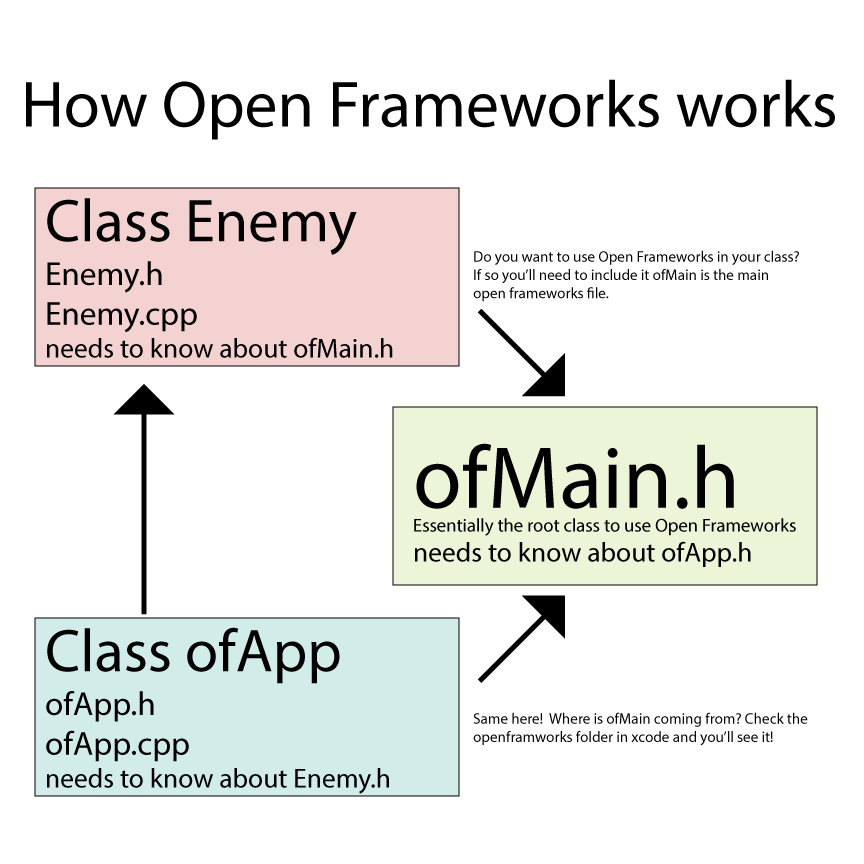 How Open Frameworks works
Class Enemy
Enemy.h
Enemy.cpp
needs to know about ofMain.h
Do you want to use Open Frameworks in your class?
If so you'll need to include it ofMain is the main
open frameworks file.
ofMain.h
Essentially the root class to use Open Frameworks
needs to know about ofApp.h
Class ofApp
ofApp.h
ofApp.cpp
needs to know about Enemy.h
Same here! Where is ofMain coming from? Check the
openframworks folder in xcode and you'll see it!